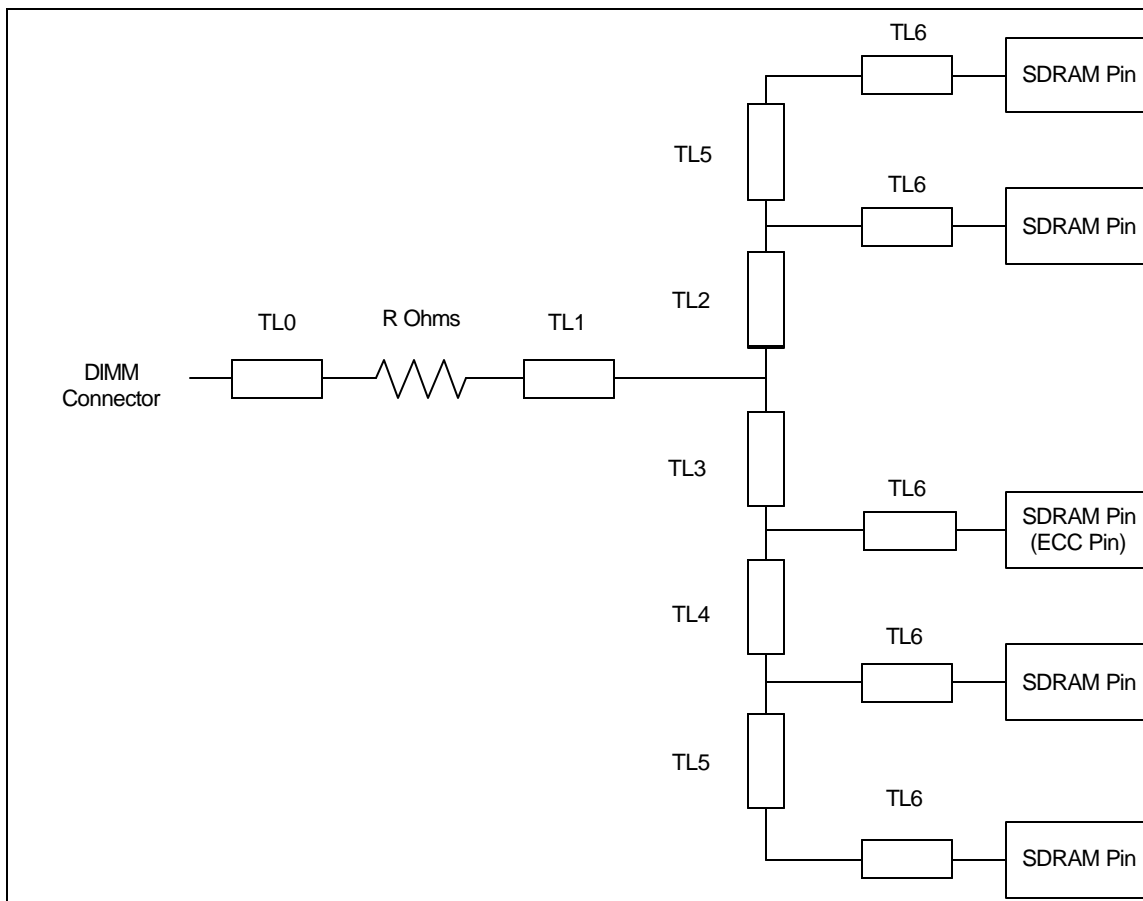 TL6
SDRAM Pin
TL5
TL6
SDRAM Pin
TL2
TL0
R Ohms
TL1
DIMM
Connector
TL3
TL6
SDRAM Pin
(ECC Pin)
TL4
TL6
SDRAM Pin
TL5
TL6
SDRAM Pin